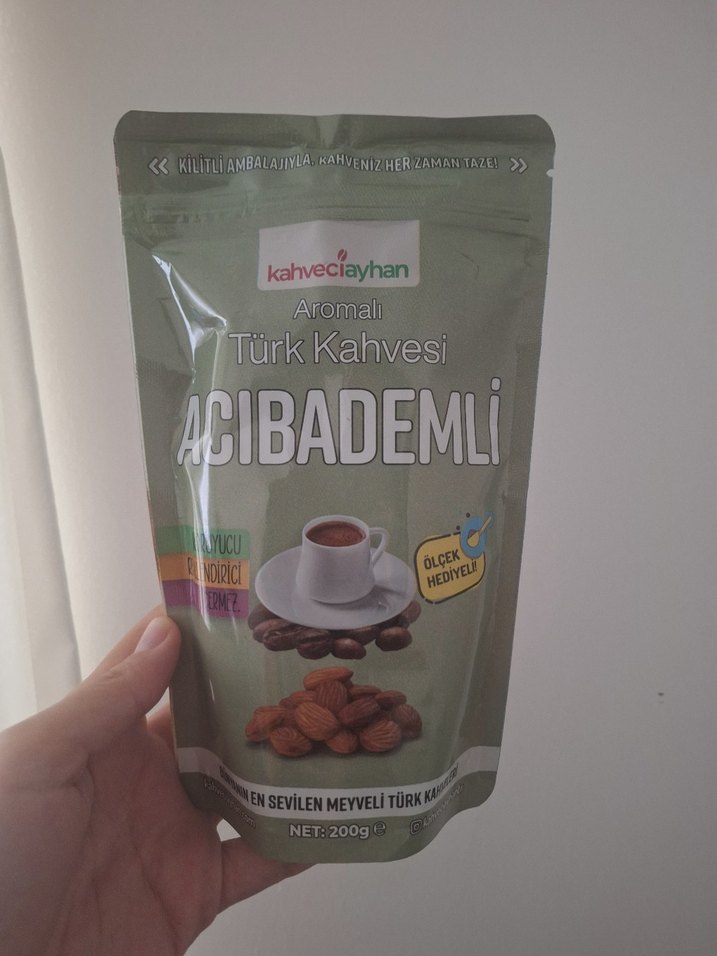 « KİLİTLİ AMBALAJIYLA, KAHVENİZ HER ZAMAN TAZE! »
kahveciayhan
Aromalı
Türk Kahvesi
ACIBADEMLİ
ÖLÇEK
HEDİYELİ!
EN SEVİLEN MEYVELİ TÜRK
NET: 200g ℮